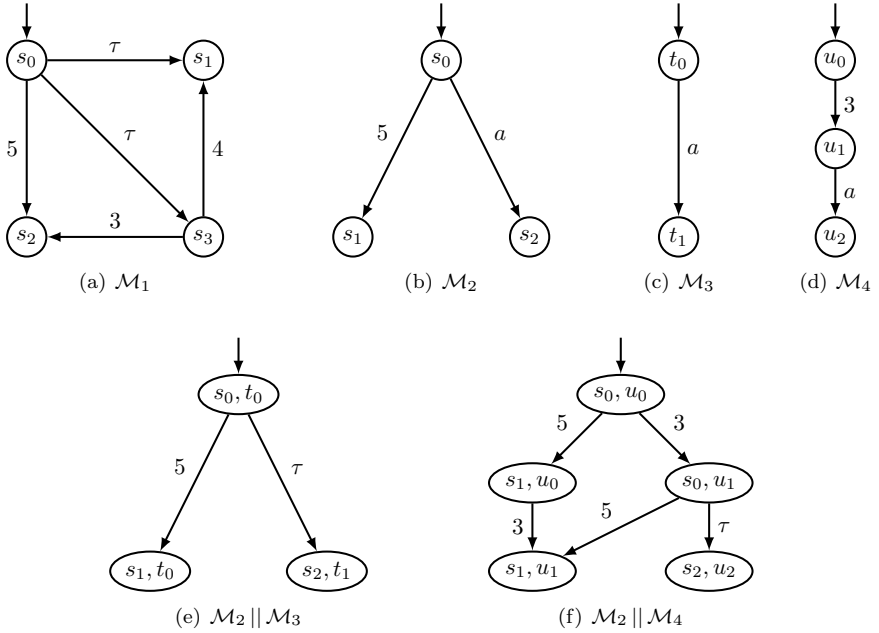 s₀ τ s₁
5 τ 4
s₂ 3 s₃
(a) ℳ₁
s₀
5 a
s₁ s₂
(b) ℳ₂
t₀
a
t₁
(c) ℳ₃
u₀
3
u₁
a
u₂
(d) ℳ₄
s₀, t₀
5 τ
s₁, t₀ s₂, t₁
(e) ℳ₂ || ℳ₃
s₀, u₀
5 3
s₁, u₀ s₀, u₁
3 5 τ
s₁, u₁ s₂, u₂
(f) ℳ₂ || ℳ₄